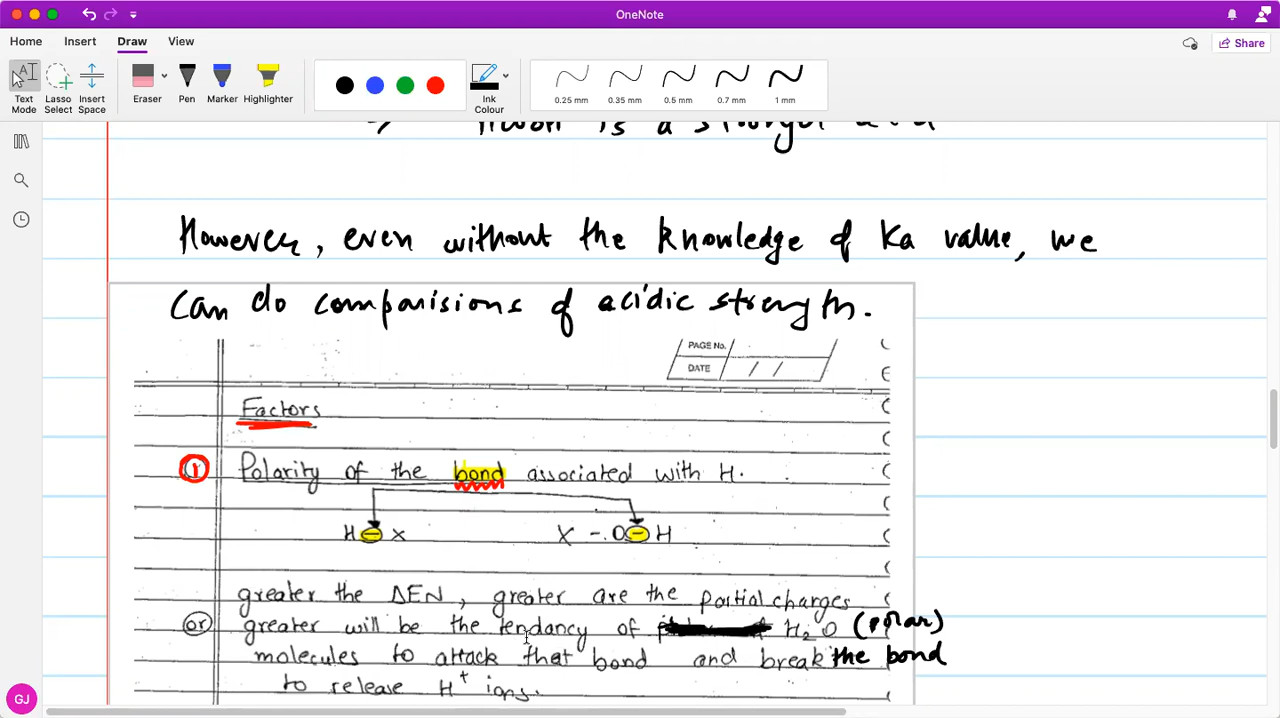 OneNote
Home Insert Draw View
Share
Text Mode
Lasso Select
Insert Space
Eraser
Pen
Marker
Highlighter
Ink Colour
0.25 mm
0.35 mm
0.5 mm
0.7 mm
1 mm
is a stronger acid
However, even without the knowledge of Ka value, we
can do comparisions of acidic strength.
PAGE No.
DATE / /
Factors
① Polarity of the bond associated with H.
H - X X - O - H
greater the ΔEN, greater are the partial charges
(or) greater will be the tendancy of H₂O (polar)
molecules to attack that bond and break the bond
to release H⁺ ions.
GJ